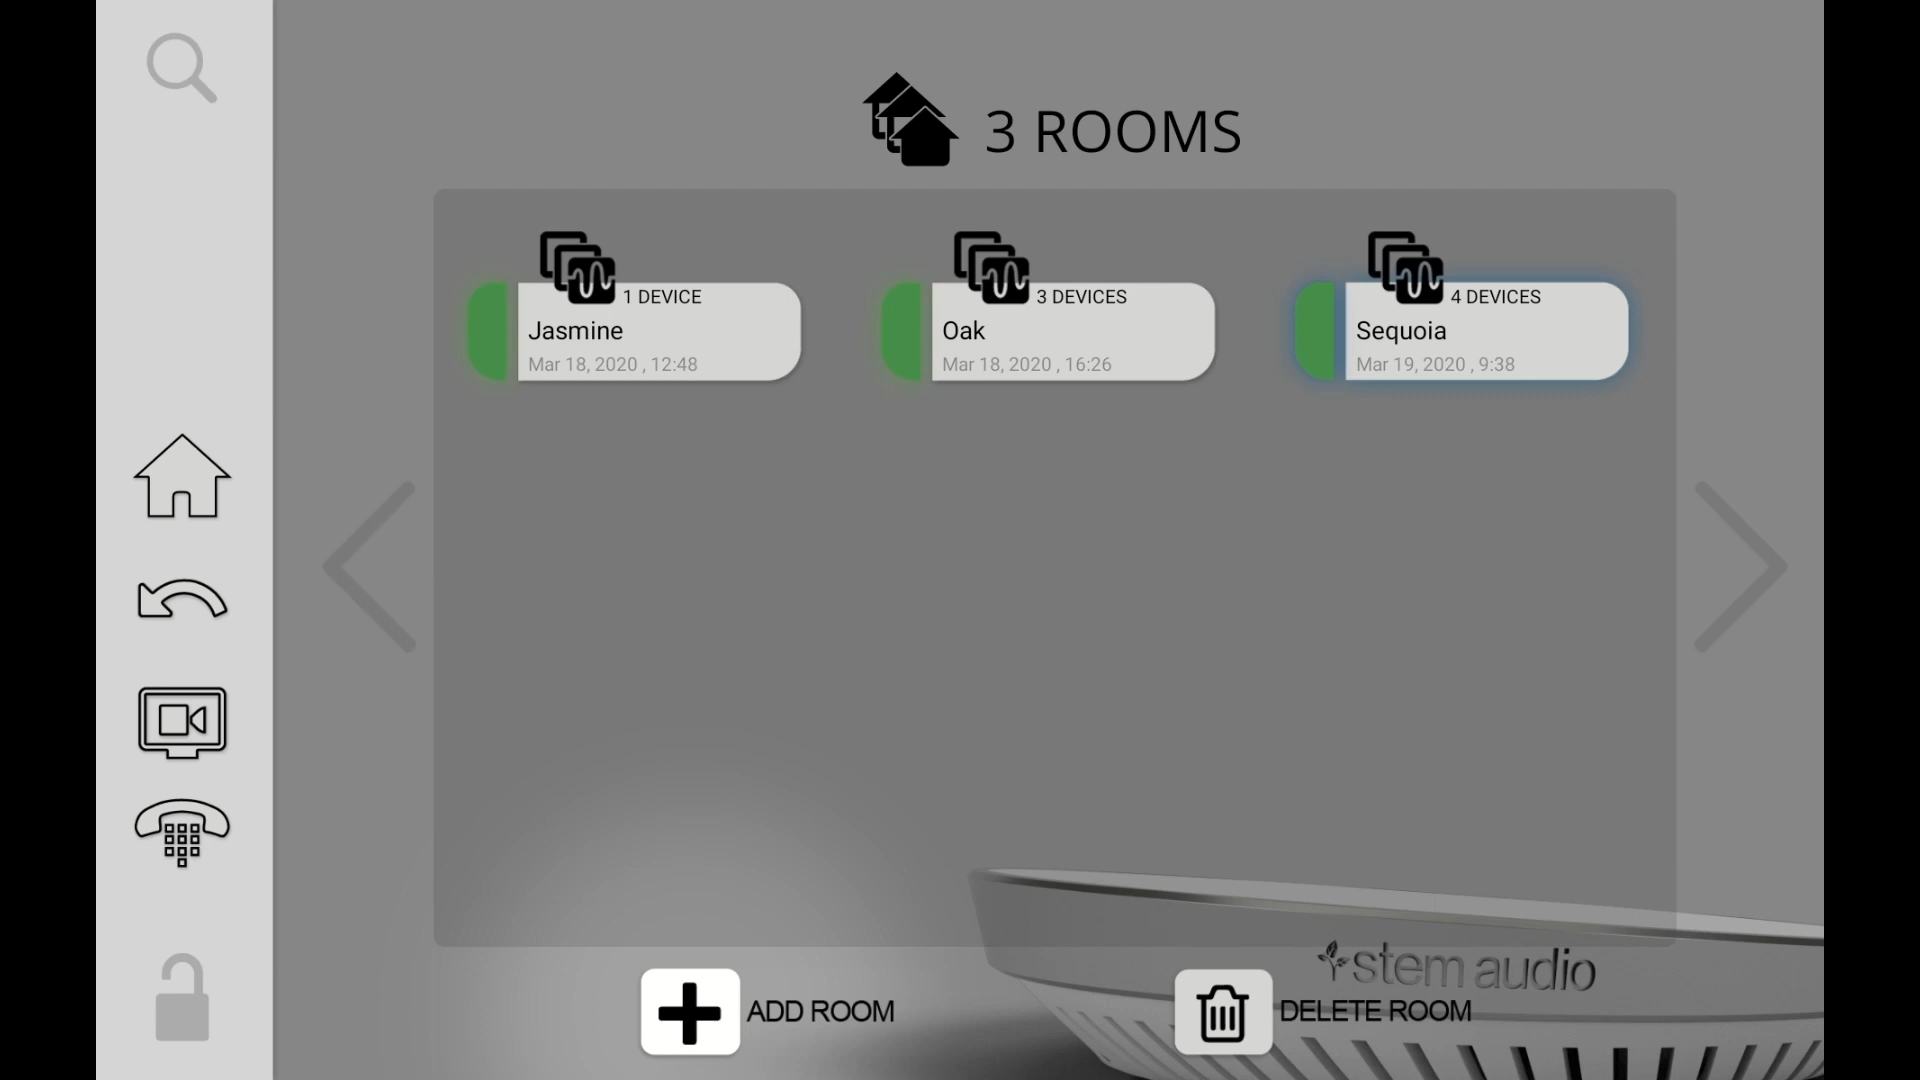 3 ROOMS
1 DEVICE
Jasmine
Mar 18, 2020 , 12:48
3 DEVICES
Oak
Mar 18, 2020 , 16:26
4 DEVICES
Sequoia
Mar 19, 2020 , 9:38
stem audio
ADD ROOM
DELETE ROOM